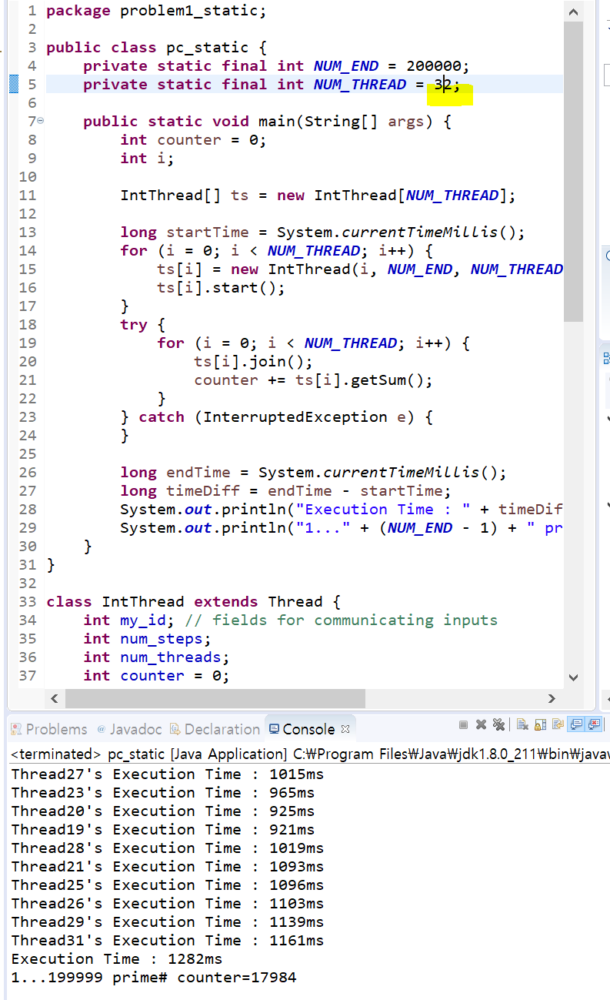 1 package problem1_static;
2
3 public class pc_static {
4     private static final int NUM_END = 200000;
5     private static final int NUM_THREAD = 32;
6
7     public static void main(String[] args) {
8         int counter = 0;
9         int i;
10
11         IntThread[] ts = new IntThread[NUM_THREAD];
12
13         long startTime = System.currentTimeMillis();
14         for (i = 0; i < NUM_THREAD; i++) {
15             ts[i] = new IntThread(i, NUM_END, NUM_THREAD
16             ts[i].start();
17         }
18         try {
19             for (i = 0; i < NUM_THREAD; i++) {
20                 ts[i].join();
21                 counter += ts[i].getSum();
22             }
23         } catch (InterruptedException e) {
24         }
25
26         long endTime = System.currentTimeMillis();
27         long timeDiff = endTime - startTime;
28         System.out.println("Execution Time : " + timeDif
29         System.out.println("1..." + (NUM_END - 1) + " pr
30     }
31 }
32
33 class IntThread extends Thread {
34     int my_id; // fields for communicating inputs
35     int num_steps;
36     int num_threads;
37     int counter = 0;
Problems @ Javadoc Declaration Console
<terminated> pc_static [Java Application] C:₩Program Files₩Java₩jdk1.8.0_211₩bin₩javaw
Thread27's Execution Time : 1015ms
Thread23's Execution Time : 965ms
Thread20's Execution Time : 925ms
Thread19's Execution Time : 921ms
Thread28's Execution Time : 1019ms
Thread21's Execution Time : 1093ms
Thread25's Execution Time : 1096ms
Thread26's Execution Time : 1103ms
Thread29's Execution Time : 1139ms
Thread31's Execution Time : 1161ms
Execution Time : 1282ms
1...199999 prime# counter=17984